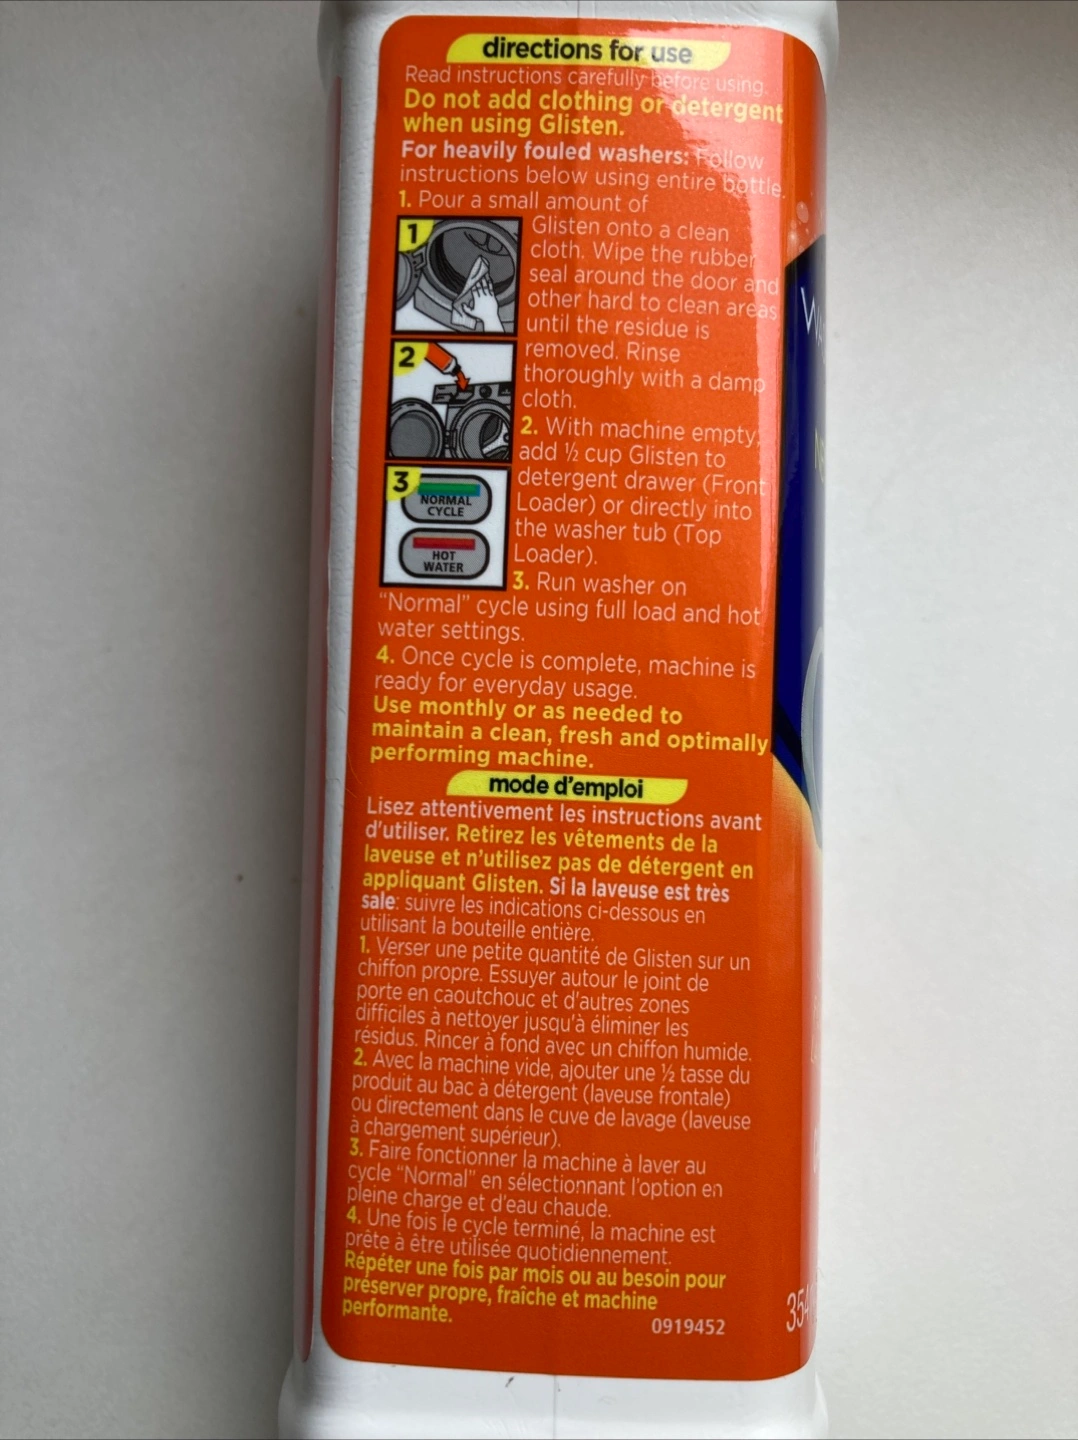 directions for use
Read instructions carefully before using.
Do not add clothing or detergent
when using Glisten.
For heavily fouled washers: Follow
instructions below using entire bottle.
1. Pour a small amount of
Glisten onto a clean
cloth. Wipe the rubber
seal around the door and
other hard to clean areas
until the residue is
removed. Rinse
thoroughly with a damp
cloth.
1
2
3
NORMAL
CYCLE
HOT
WATER
2. With machine empty,
add ½ cup Glisten to
detergent drawer (Front
Loader) or directly into
the washer tub (Top
Loader).
3. Run washer on
“Normal” cycle using full load and hot
water settings.
4. Once cycle is complete, machine is
ready for everyday usage.
Use monthly or as needed to
maintain a clean, fresh and optimally
performing machine.
mode d’emploi
Lisez attentivement les instructions avant
d’utiliser. Retirez les vêtements de la
laveuse et n’utilisez pas de détergent en
appliquant Glisten. Si la laveuse est très
sale: suivre les indications ci-dessous en
utilisant la bouteille entière.
1. Verser une petite quantité de Glisten sur un
chiffon propre. Essuyer autour le joint de
porte en caoutchouc et d’autres zones
difficiles à nettoyer jusqu’à éliminer les
résidus. Rincer à fond avec un chiffon humide.
2. Avec la machine vide, ajouter une ½ tasse du
produit au bac à détergent (laveuse frontale)
ou directement dans le cuve de lavage (laveuse
à chargement supérieur).
3. Faire fonctionner la machine à laver au
cycle “Normal” en sélectionnant l’option en
pleine charge et d’eau chaude.
4. Une fois le cycle terminé, la machine est
prête à être utilisée quotidiennement.
Répéter une fois par mois ou au besoin pour
préserver propre, fraîche et machine
performante.
0919452
354